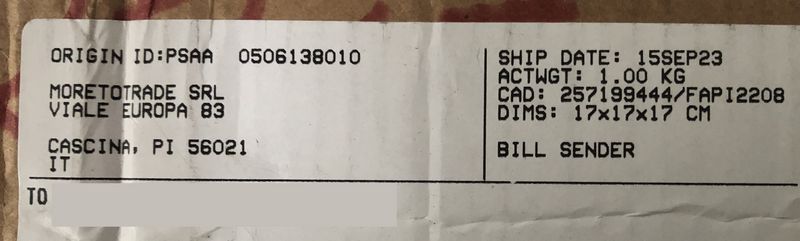 ORIGIN ID:PSAA 0506138010
MORETOTRADE SRL
VIALE EUROPA 83
CASCINA, PI 56021
IT
SHIP DATE: 15SEP23
ACTWGT: 1.00 KG
CAD: 257199444/FAPI2208
DIMS: 17x17x17 CM
BILL SENDER
TO